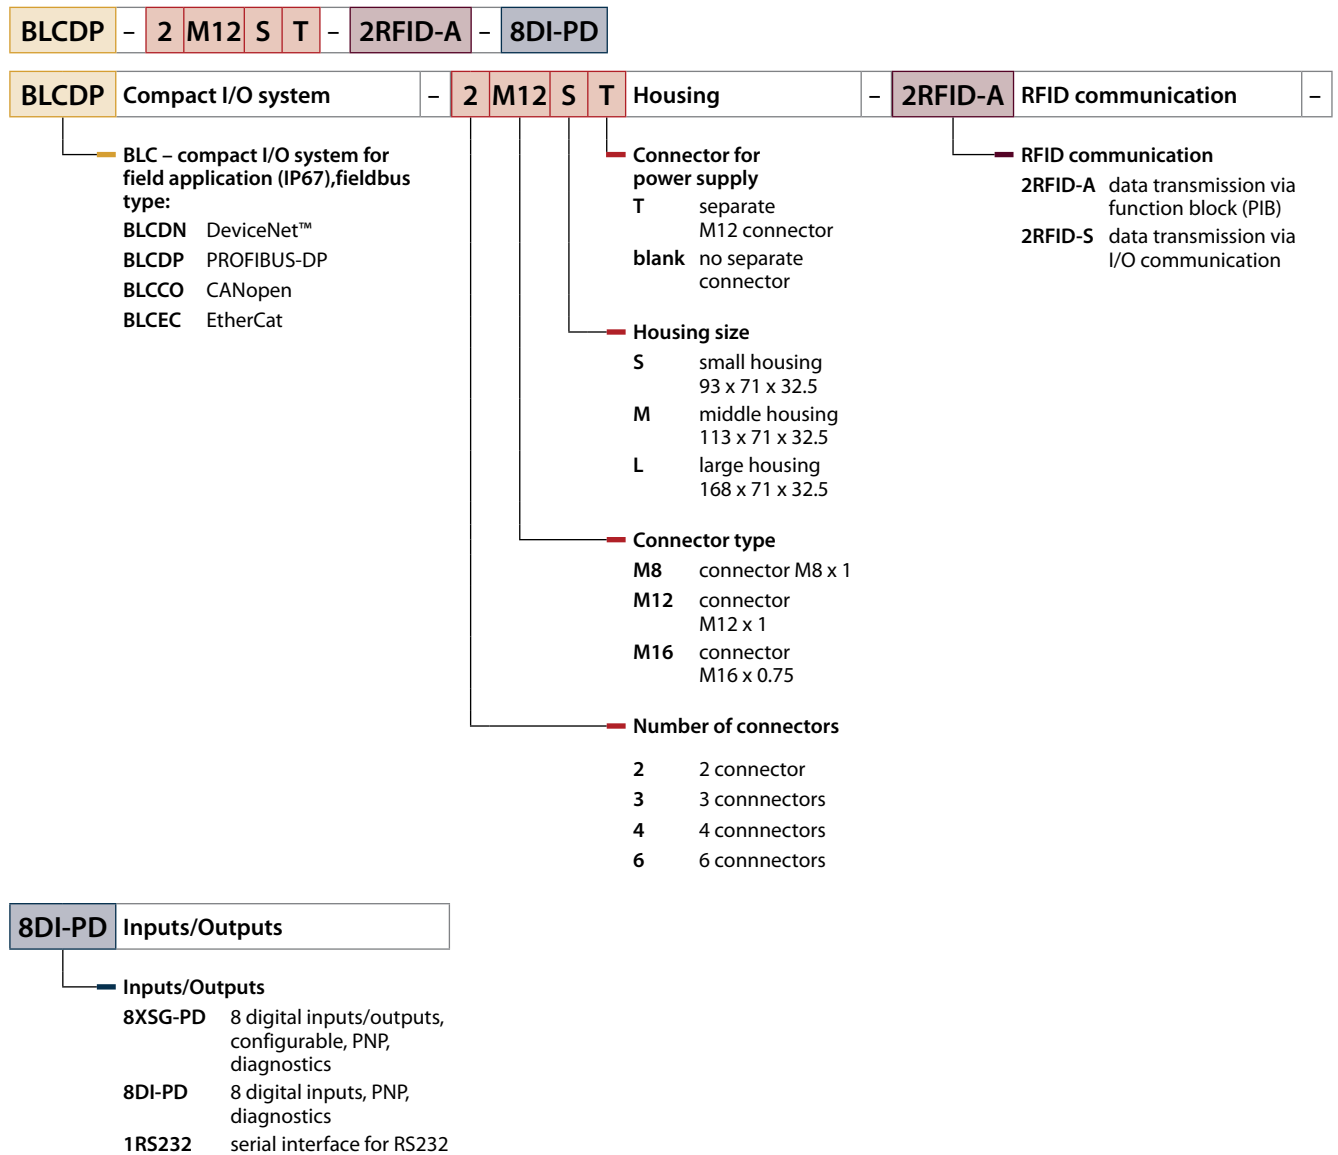 BLCDP – 2 M12 S T – 2RFID-A – 8DI-PD
BLCDP Compact I/O system – 2 M12 S T Housing – 2RFID-A RFID communication –
BLC – compact I/O system for
field application (IP67),fieldbus
type:
BLCDN DeviceNet™
BLCDP PROFIBUS-DP
BLCCO CANopen
BLCEC EtherCat
Connector for
power supply
T separate
M12 connector
blank no separate
connector
Housing size
S small housing
93 x 71 x 32.5
M middle housing
113 x 71 x 32.5
L large housing
168 x 71 x 32.5
Connector type
M8 connector M8 x 1
M12 connector
M12 x 1
M16 connector
M16 x 0.75
Number of connectors
2 2 connector
3 3 connnectors
4 4 connnectors
6 6 connnectors
RFID communication
2RFID-A data transmission via
function block (PIB)
2RFID-S data transmission via
I/O communication
8DI-PD Inputs/Outputs
Inputs/Outputs
8XSG-PD 8 digital inputs/outputs,
configurable, PNP,
diagnostics
8DI-PD 8 digital inputs, PNP,
diagnostics
1RS232 serial interface for RS232